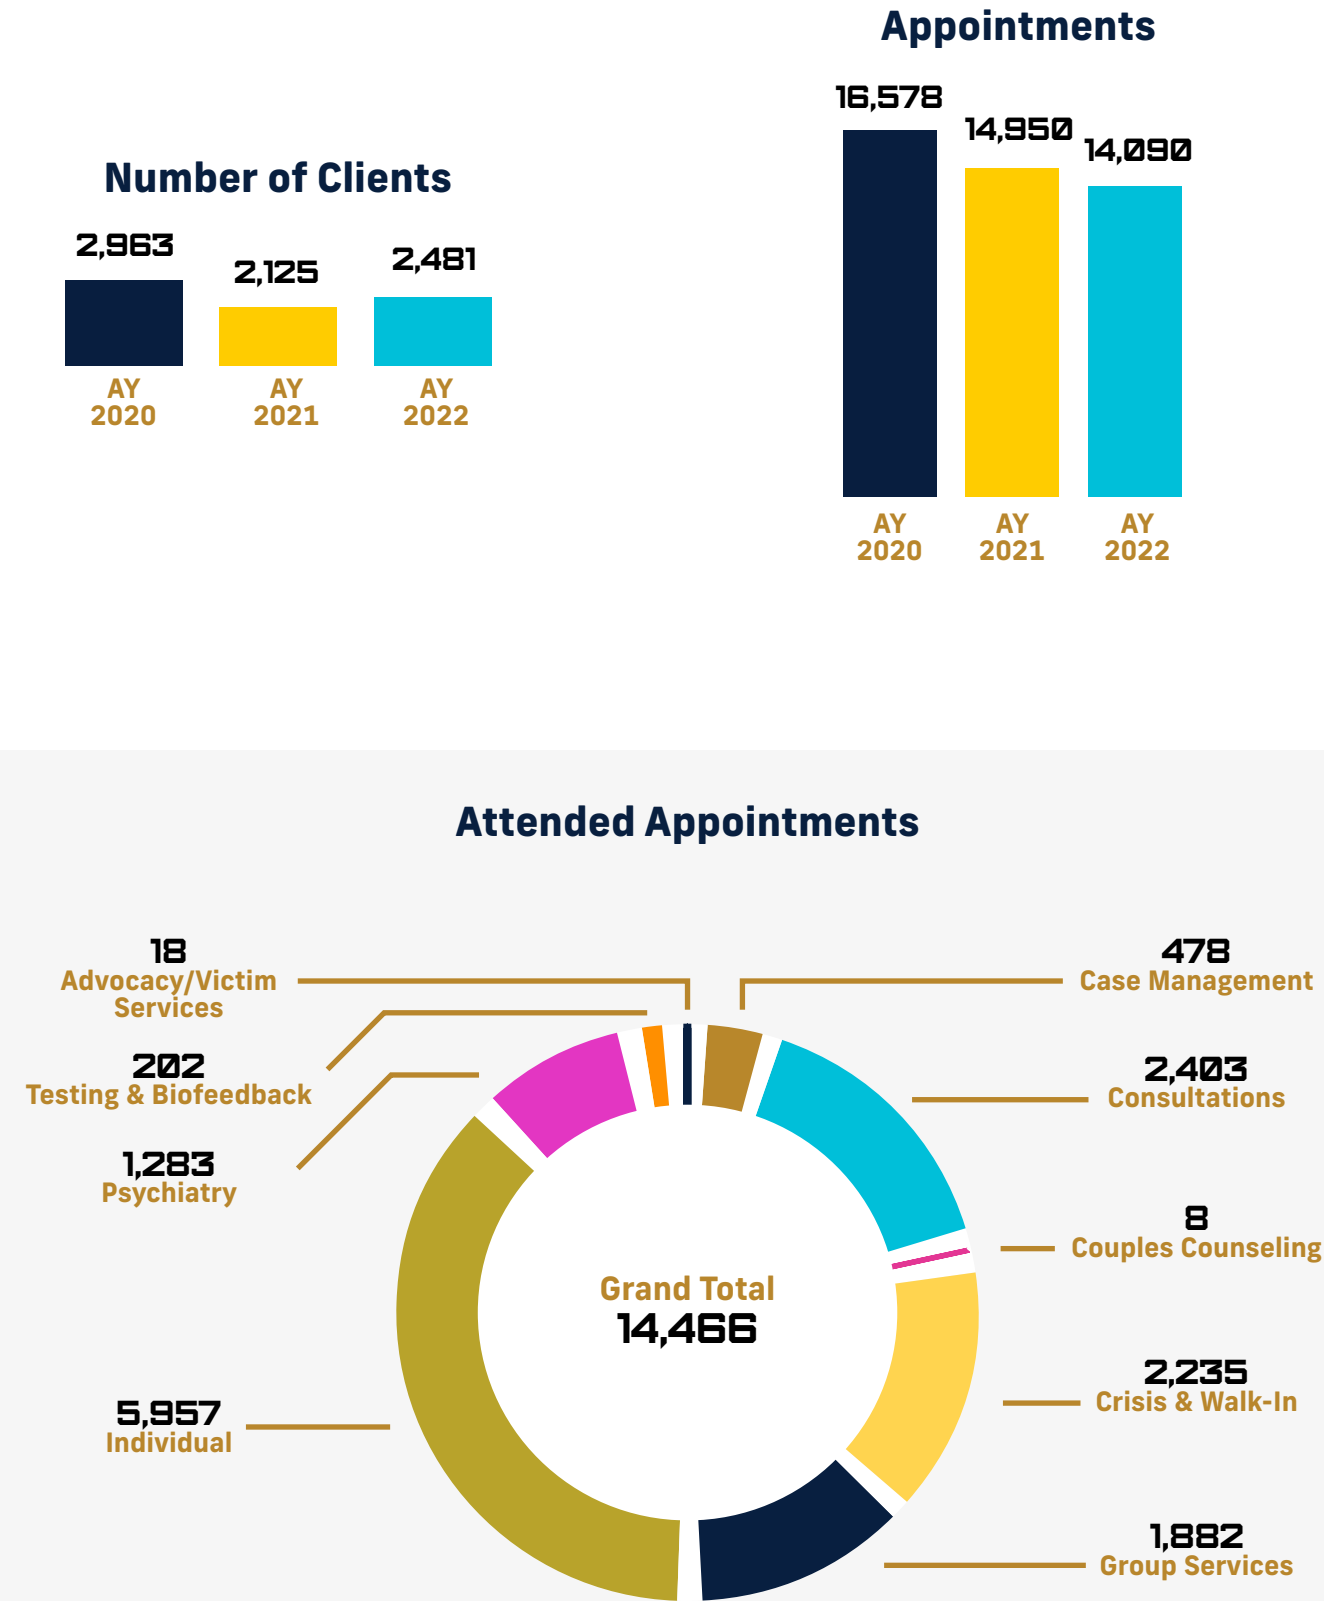 Number of Clients
2,963
2,125
2,481
AY
2020
AY
2021
AY
2022
Appointments
16,578
14,950
14,090
AY
2020
AY
2021
AY
2022
Attended Appointments
18
Advocacy/Victim
Services
202
Testing & Biofeedback
1,283
Psychiatry
5,957
Individual
Grand Total
14,466
478
Case Management
2,403
Consultations
8
Couples Counseling
2,235
Crisis & Walk-In
1,882
Group Services